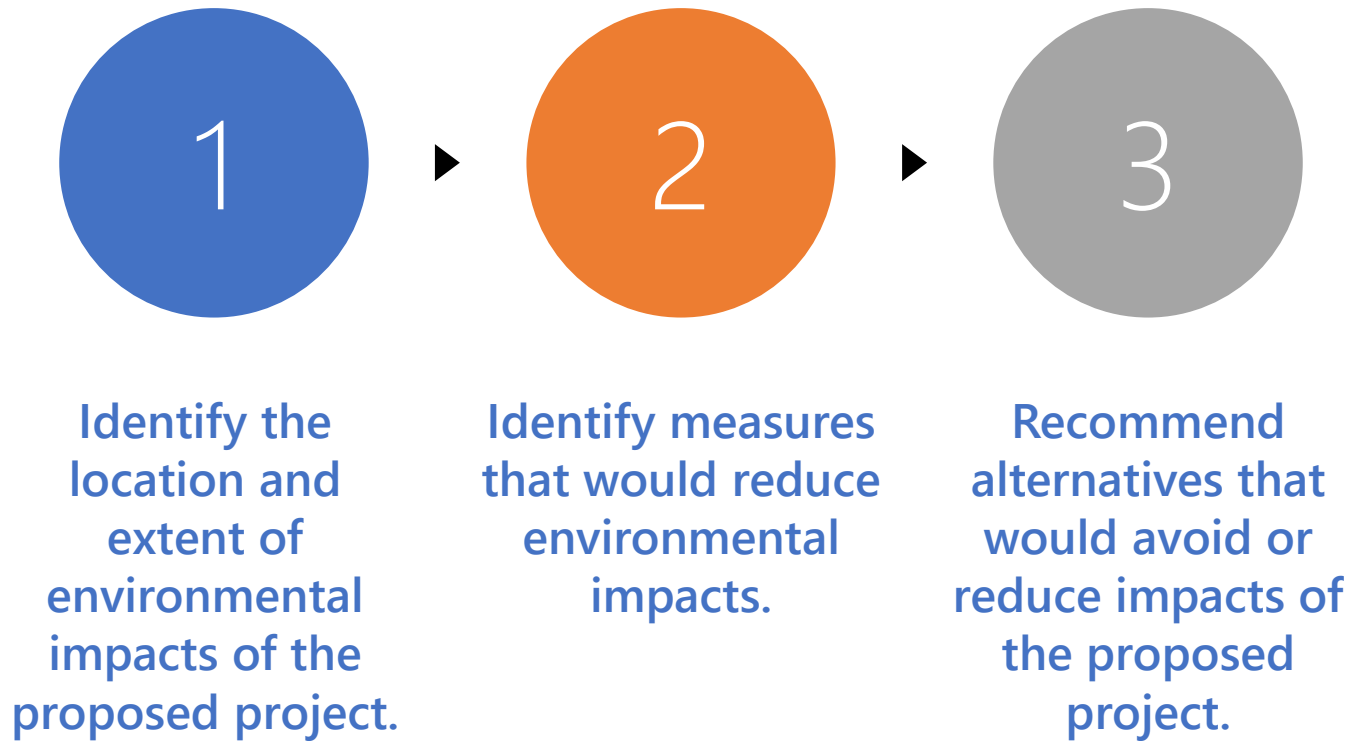 1
2
3
Identify the
location and
extent of
environmental
impacts of the
proposed project.
Identify measures
that would reduce
environmental
impacts.
Recommend
alternatives that
would avoid or
reduce impacts of
the proposed
project.